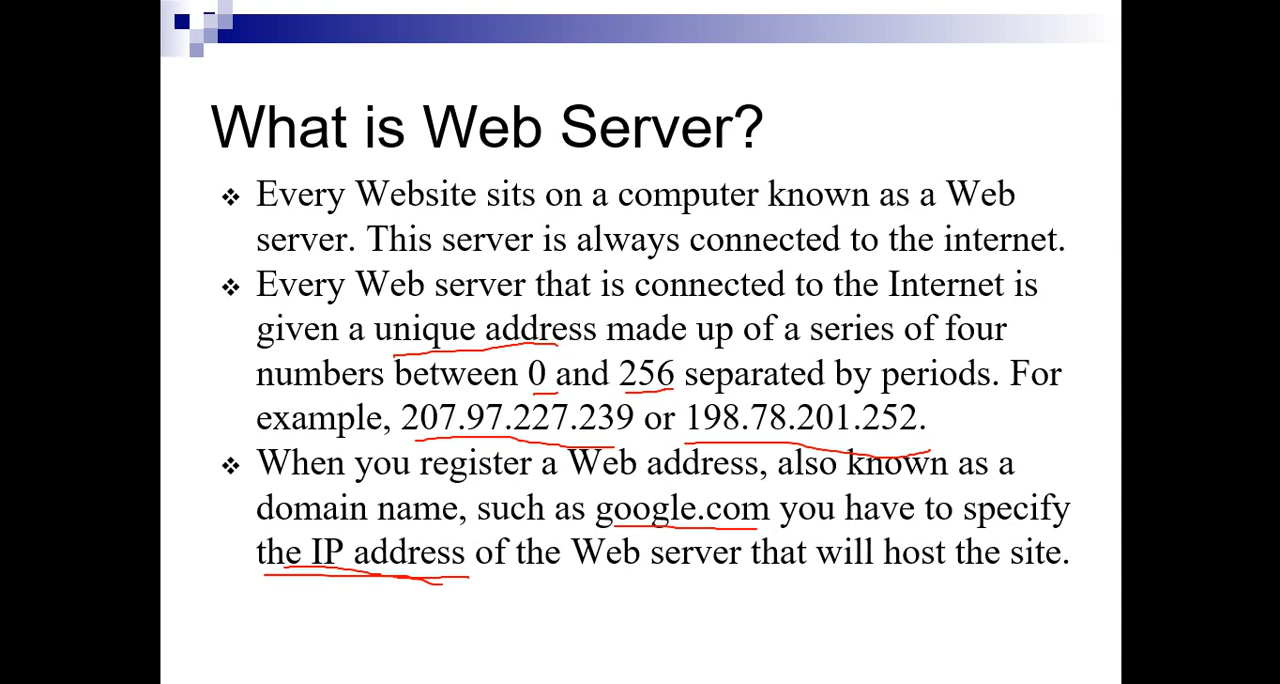 What is Web Server?
❖ Every Website sits on a computer known as a Web
server. This server is always connected to the internet.
❖ Every Web server that is connected to the Internet is
given a unique address made up of a series of four
numbers between 0 and 256 separated by periods. For
example, 207.97.227.239 or 198.78.201.252.
❖ When you register a Web address, also known as a
domain name, such as google.com you have to specify
the IP address of the Web server that will host the site.